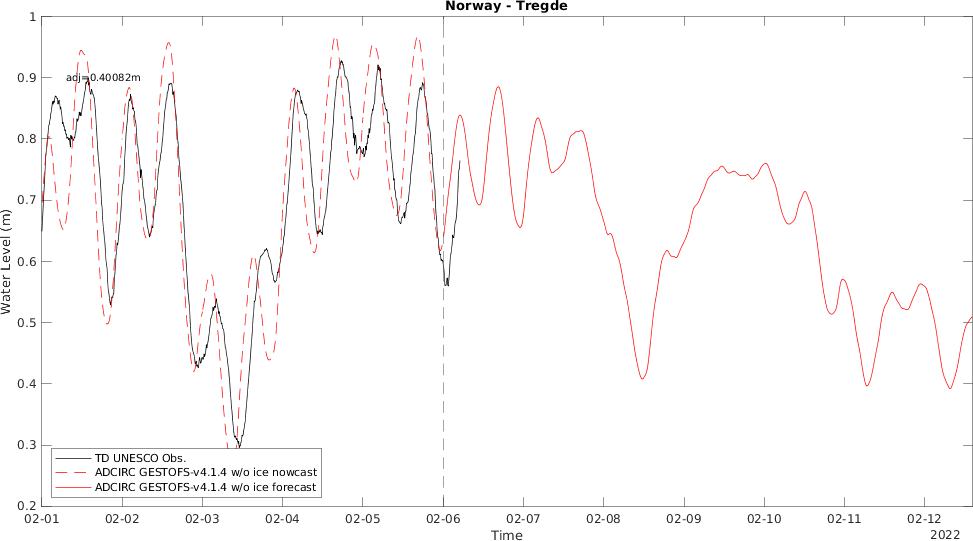 Norway - Tregde
1
0.9
0.8
0.7
0.6
0.5
0.4
0.3
0.2
Water Level (m)
adj=0.40082m
TD UNESCO Obs.
ADCIRC GESTOFS-v4.1.4 w/o ice nowcast
ADCIRC GESTOFS-v4.1.4 w/o ice forecast
02-01 02-02 02-03 02-04 02-05 02-06 02-07 02-08 02-09 02-10 02-11 02-12
Time
2022